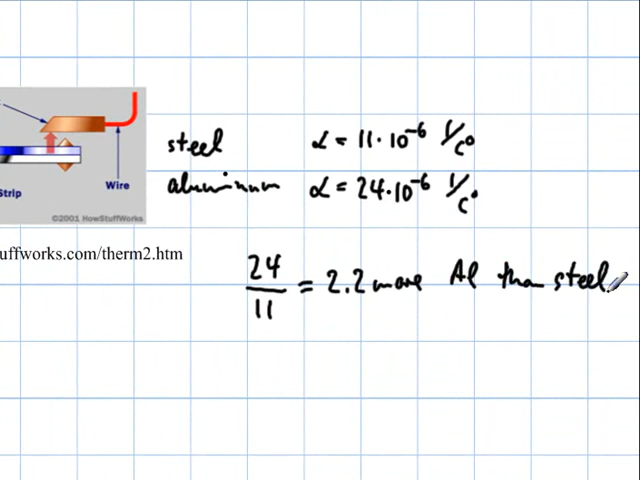 steel α = 11·10⁻⁶ 1/C°
aluminum α = 24·10⁻⁶ 1/C°
Strip
Wire
©2001 HowStuffWorks
uffworks.com/therm2.htm
24/11 = 2.2 more Al than steel